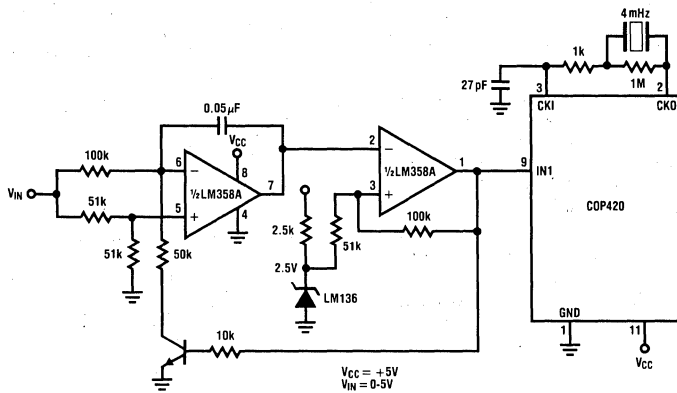 4 mHz
1k
1M
27 pF
3
CKI
2
CKO
0.05 µF
VCC
100k
6
−
8
½LM358A
7
2
−
½LM358A
1
9
IN1
COP420
VIN
51k
5
+
4
3
+
100k
51k
50k
2.5k
51k
2.5V
LM136
GND
1
11
VCC
10k
VCC = +5V
VIN = 0-5V